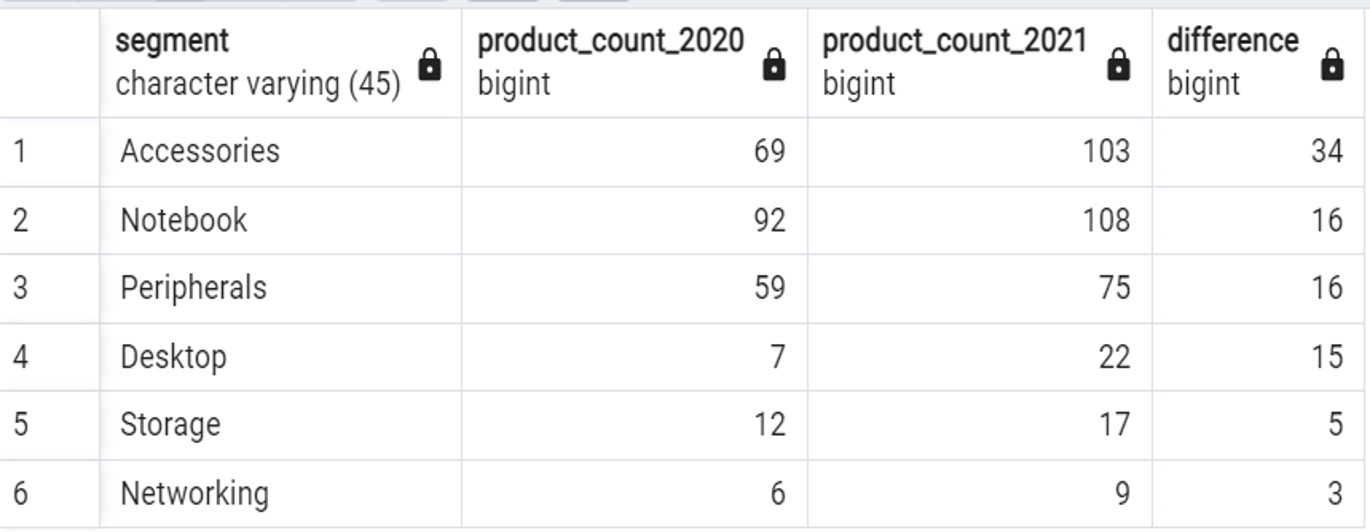 segment product_count_2020 product_count_2021 difference
character varying (45) bigint bigint bigint
1 Accessories 69 103 34
2 Notebook 92 108 16
3 Peripherals 59 75 16
4 Desktop 7 22 15
5 Storage 12 17 5
6 Networking 6 9 3